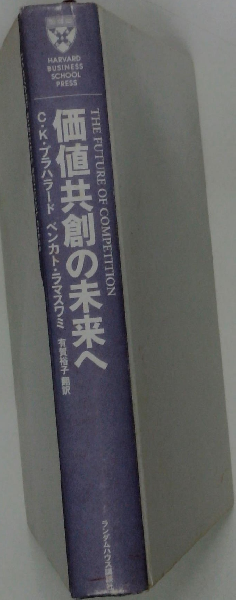 HARVARD
BUSINESS
SCHOOL
PRESS
THE FUTURE OF COMPETITION
価値共創の未来へ
C・K・プラハラード ベンカト・ラマスワミ
有賀裕子 翻訳
ランダムハウス講談社